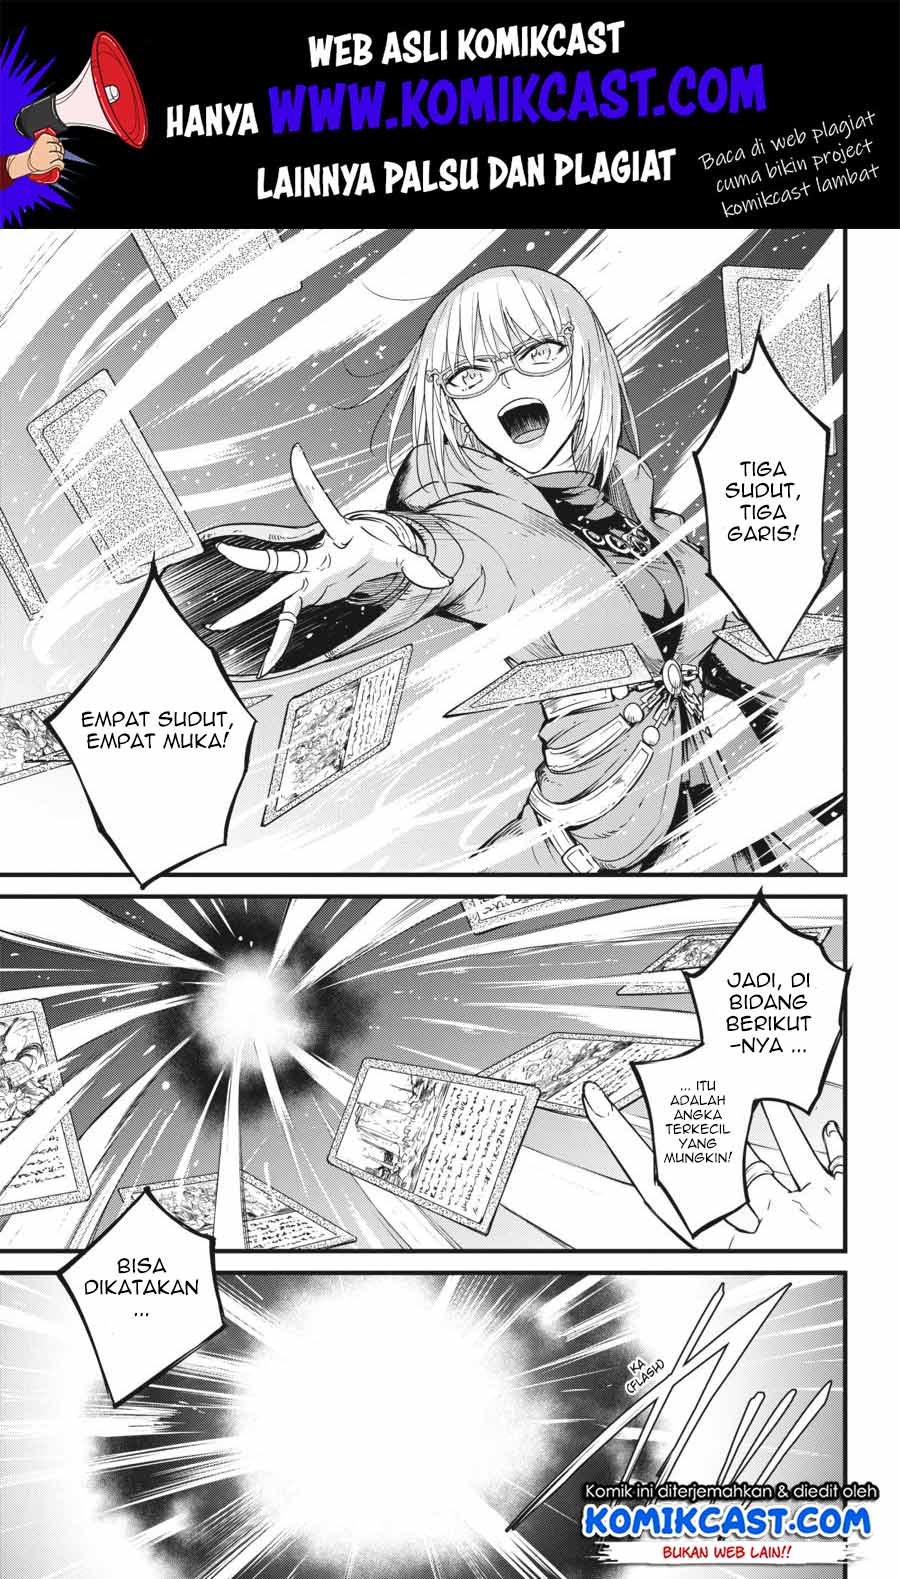 WEB ASLI KOMIKCAST
HANYA WWW.KOMIKCAST.COM
LAINNYA PALSU DAN PLAGIAT
Baca di web plagiat
cuma bikin project
komikcast lambat
TIGA
SUDUT,
TIGA
GARIS!
EMPAT SUDUT,
EMPAT MUKA!
JADI, DI
BIDANG
BERIKUT
-NYA ...
... ITU
ADALAH
ANGKA
TERKECIL
YANG
MUNGKIN!
BISA
DIKATAKAN
...
KA
(FLASH)
Komik ini diterjemahkan & diedit oleh
KOMIKCAST.COM
BUKAN WEB LAIN!!